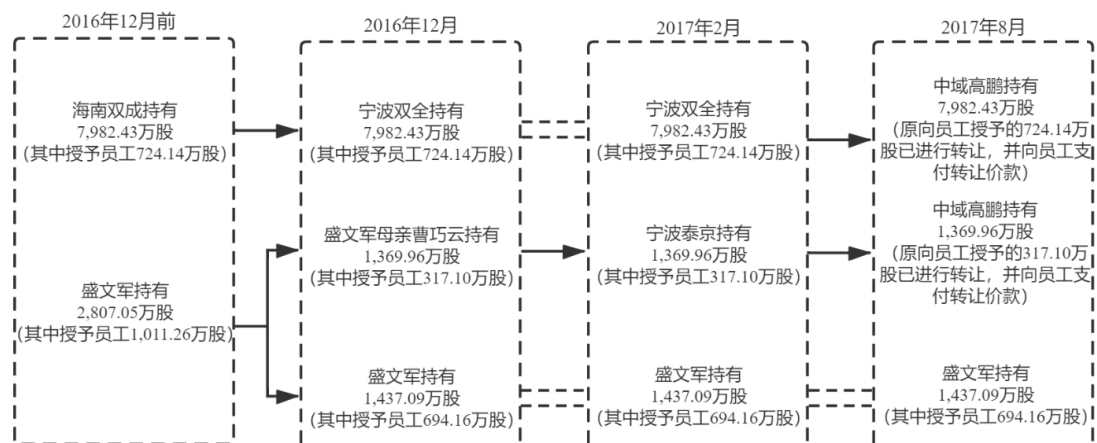 2016年12月前
海南双成持有
7,982.43万股
(其中授予员工724.14万股)
盛文军持有
2,807.05万股
(其中授予员工1,011.26万股)
2016年12月
宁波双全持有
7,982.43万股
(其中授予员工724.14万股)
盛文军母亲曹巧云持有
1,369.96万股
(其中授予员工317.10万股)
盛文军持有
1,437.09万股
(其中授予员工694.16万股)
2017年2月
宁波双全持有
7,982.43万股
(其中授予员工724.14万股)
宁波泰京持有
1,369.96万股
(其中授予员工317.10万股)
盛文军持有
1,437.09万股
(其中授予员工694.16万股)
2017年8月
中域高鹏持有
7,982.43万股
(原向员工授予的724.14万
股已进行转让，并向员工支
付转让价款)
中域高鹏持有
1,369.96万股
(原向员工授予的317.10万
股已进行转让，并向员工支
付转让价款)
盛文军持有
1,437.09万股
(其中授予员工694.16万股)